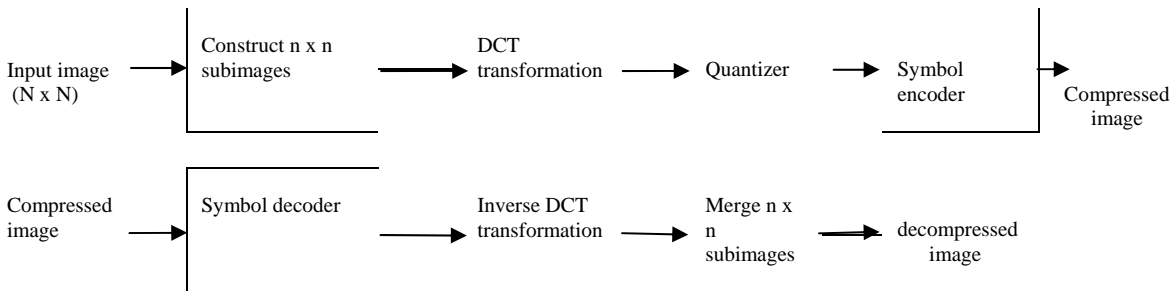 Input image
(N x N)
Construct n x n
subimages
DCT
transformation
Quantizer
Symbol
encoder
Compressed
image
Compressed
image
Symbol decoder
Inverse DCT
transformation
Merge n x
n
subimages
decompressed
image